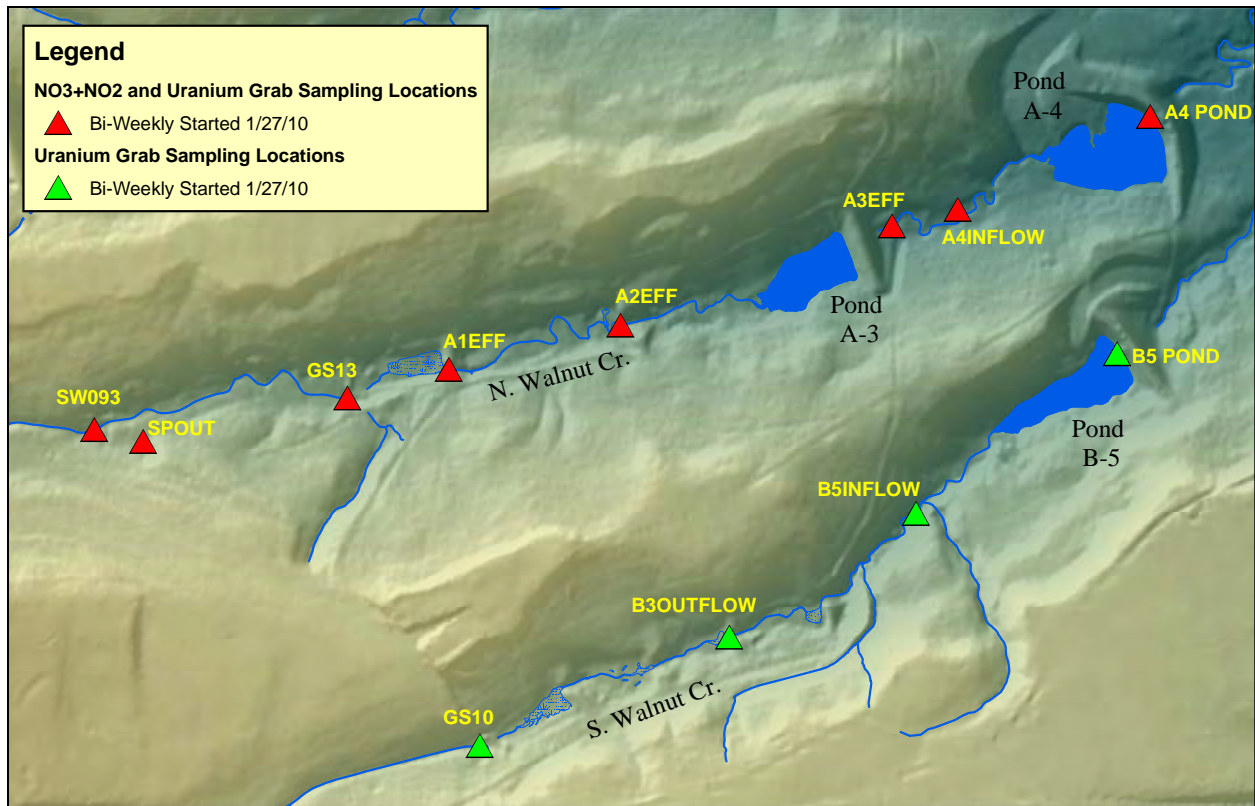 Legend
NO3+NO2 and Uranium Grab Sampling Locations
Bi-Weekly Started 1/27/10
Uranium Grab Sampling Locations
Bi-Weekly Started 1/27/10
Pond
A-4
A4 POND
A3EFF
A4INFLOW
Pond
A-3
A2EFF
A1EFF
N. Walnut Cr.
GS13
SW093
SPOUT
B5 POND
Pond
B-5
B5INFLOW
B3OUTFLOW
S. Walnut Cr.
GS10